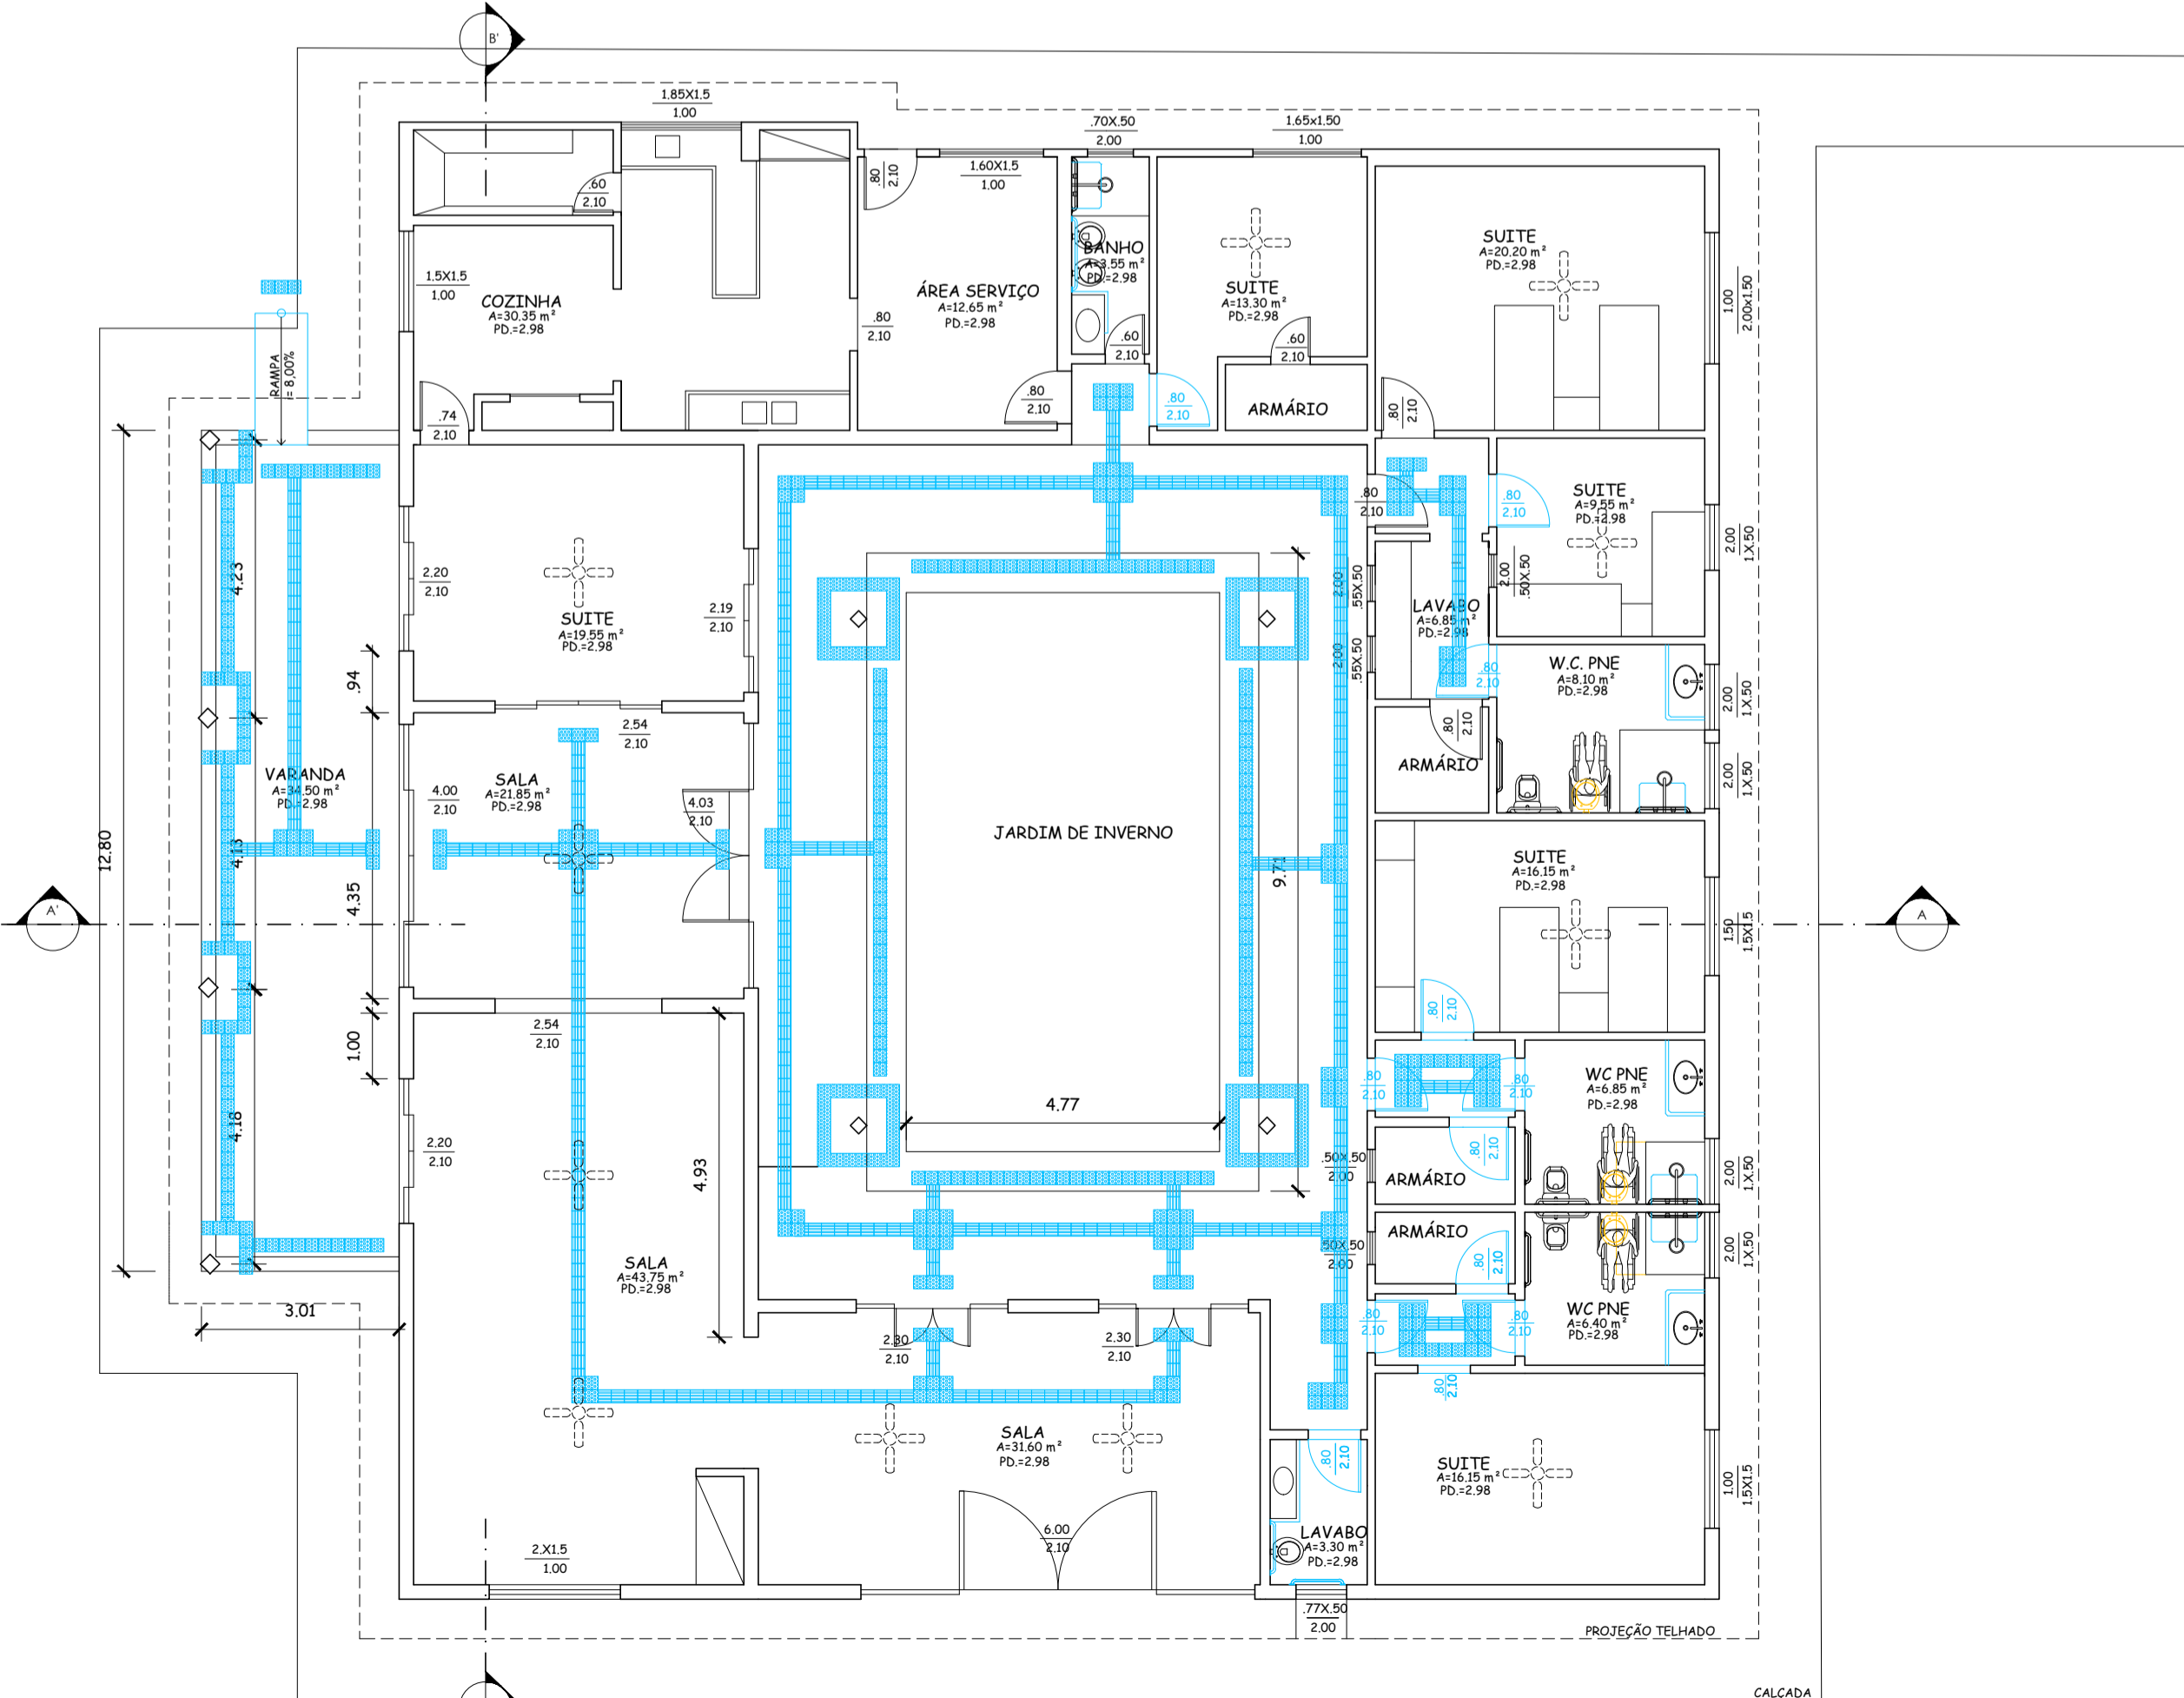 B'
1.85X1.5
1.00
.70X.50
2.00
1.65x1.50
1.00
.80
2.10
1.60X1.5
1.00
.60
2.10
BANHO
A=3.55 m²
PD.=2.98
SUITE
A=20.20 m²
PD.=2.98
1.5X1.5
1.00
COZINHA
A=30.35 m²
PD.=2.98
ÁREA SERVIÇO
A=12.65 m²
PD.=2.98
SUITE
A=13.30 m²
PD.=2.98
1.00
2.00x1.50
.80
2.10
.60
2.10
.60
2.10
RAMPA
i= 8,00%
.74
2.10
.80
2.10
.80
2.10
ARMÁRIO
.80
2.10
.80
2.10
.80
2.10
SUITE
A=9.55 m²
PD.=2.98
2.00
1.X1.50
4.23
2.20
2.10
2.19
2.10
SUITE
A=19.55 m²
PD.=2.98
2.00
.55X.50
2.00
.55X.50
2.00
.50X.50
LAVABO
A=6.85 m²
PD.=2.98
.80
2.10
W.C. PNE
A=8.10 m²
PD.=2.98
2.00
1.X1.50
.94
2.54
2.10
.80
2.10
ARMÁRIO
2.00
1.X1.50
VARANDA
A=34.50 m²
PD.=2.98
4.00
2.10
SALA
A=21.85 m²
PD.=2.98
4.03
2.10
JARDIM DE INVERNO
12.80
4.13
9.71
SUITE
A=16.15 m²
PD.=2.98
4.35
A'
A
1.50
1.5X1.5
.80
2.10
1.00
2.54
2.10
4.18
2.20
2.10
4.77
4.93
.80
2.10
.80
2.10
WC PNE
A=6.85 m²
PD.=2.98
.80
2.10
.50X.50
2.00
ARMÁRIO
2.00
1.X1.50
SALA
A=43.75 m²
PD.=2.98
.50X.50
2.00
ARMÁRIO
.80
2.10
2.00
1.X1.50
3.01
2.30
2.10
2.30
2.10
.80
2.10
.80
2.10
WC PNE
A=6.40 m²
PD.=2.98
.80
2.10
SALA
A=31.60 m²
PD.=2.98
.80
2.10
SUITE
A=16.15 m²
PD.=2.98
1.00
1.5X1.5
2.X1.5
1.00
6.00
2.10
LAVABO
A=3.30 m²
PD.=2.98
.77X.50
2.00
PROJEÇÃO TELHADO
CALCADA